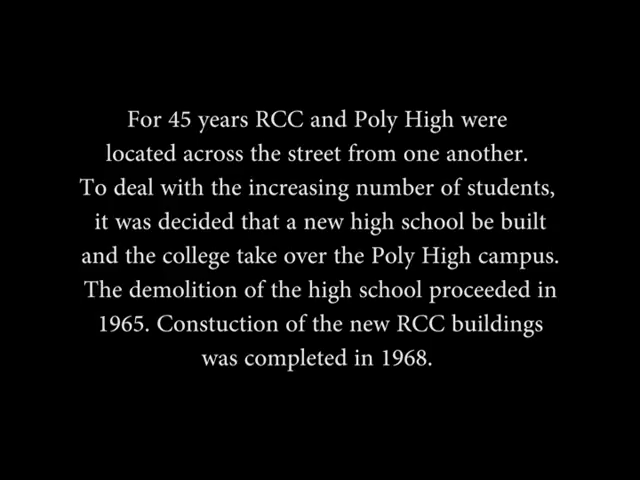 For 45 years RCC and Poly High were
located across the street from one another.
To deal with the increasing number of students,
it was decided that a new high school be built
and the college take over the Poly High campus.
The demolition of the high school proceeded in
1965. Constuction of the new RCC buildings
was completed in 1968.